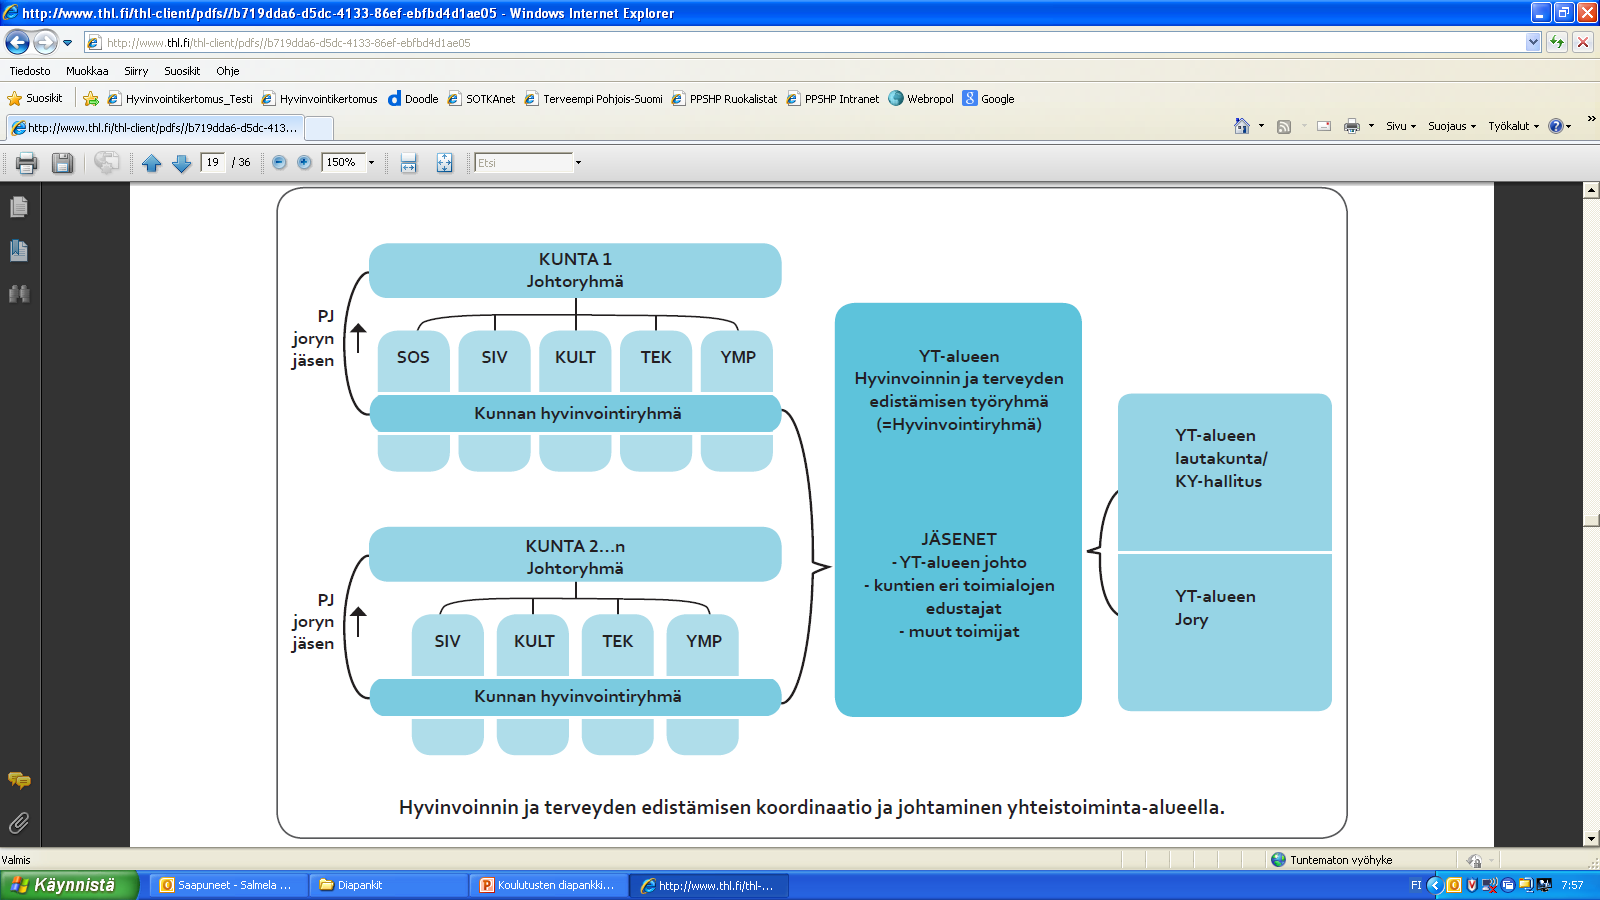 http://www.thl.fi/thl-client/pdfs//b719dda6-d5dc-4133-86ef-ebfbd4d1ae05 - Windows Internet Explorer
http://www.thl.fi/thl-client/pdfs//b719dda6-d5dc-4133-86ef-ebfbd4d1ae05
Tiedosto Muokkaa Siirry Suosikit Ohje
Suosikit Hyvinvointikertomus_Testi Hyvinvointikertomus Doodle SOTKAnet Terveempi Pohjois-Suomi PPSHP Ruokalistat PPSHP Intranet Webropol Google
http://www.thl.fi/thl-client/pdfs//b719dda6-d5dc-413... Sivu Suojaus Työkalut
19 / 36 150% Etsi
KUNTA 1
Johtoryhmä
PJ
joryn
jäsen
SOS SIV KULT TEK YMP
Kunnan hyvinvointiryhmä
KUNTA 2...n
Johtoryhmä
PJ
joryn
jäsen
SIV KULT TEK YMP
Kunnan hyvinvointiryhmä
YT-alueen
Hyvinvoinnin ja terveyden
edistämisen työryhmä
(=Hyvinvointiryhmä)
JÄSENET
- YT-alueen johto
- kuntien eri toimialojen
edustajat
- muut toimijat
YT-alueen
lautakunta/
KY-hallitus
YT-alueen
Jory
Hyvinvoinnin ja terveyden edistämisen koordinaatio ja johtaminen yhteistoiminta-alueella.
Valmis Tuntematon vyöhyke
Käynnistä Saapuneet - Salmela ... Diapankit Koulutusten diapankki... http://www.thl.fi/thl-... FI 7:57